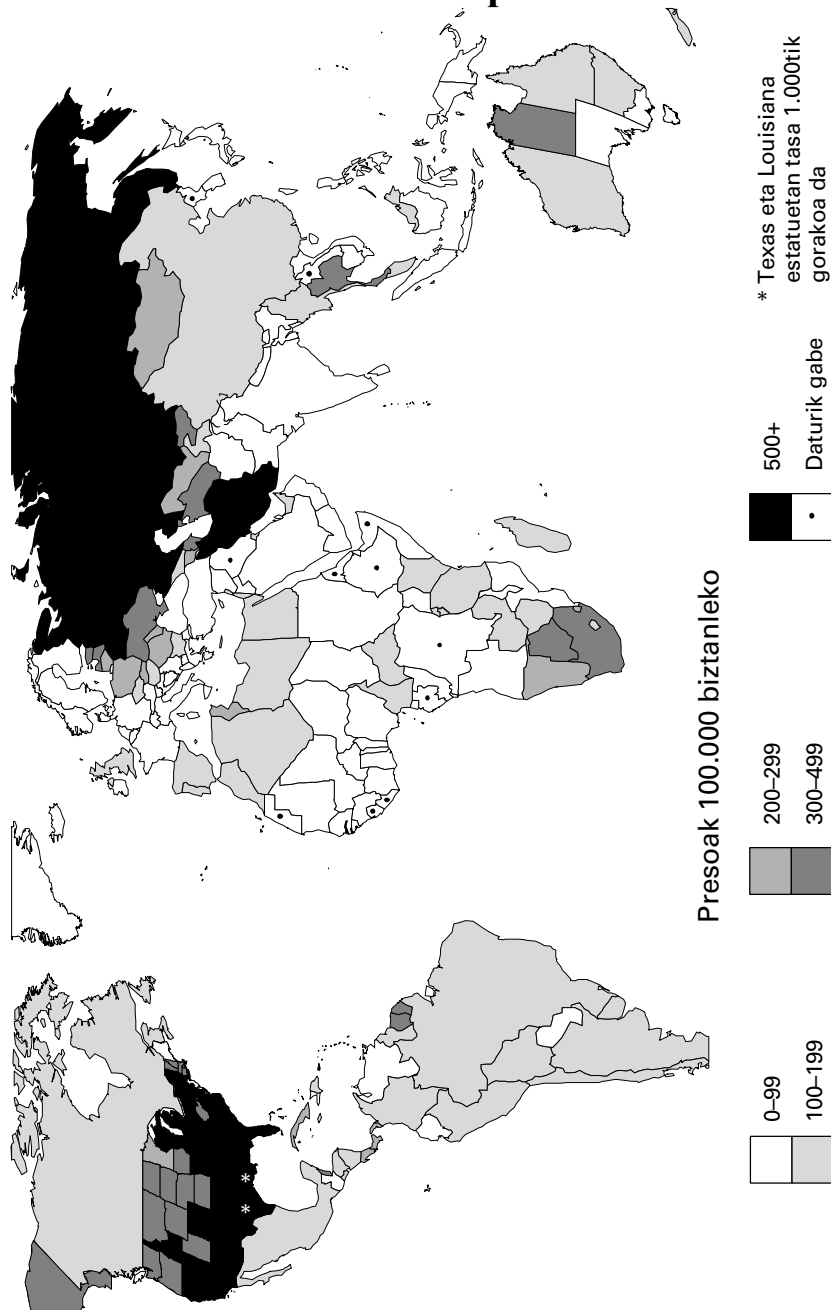 Presoak 100.000 biztanleko
0–99
100–199
200–299
300–499
500+
Daturik gabe
* Texas eta Louisiana
estatuetan tasa 1.000tik
gorakoa da
*
*